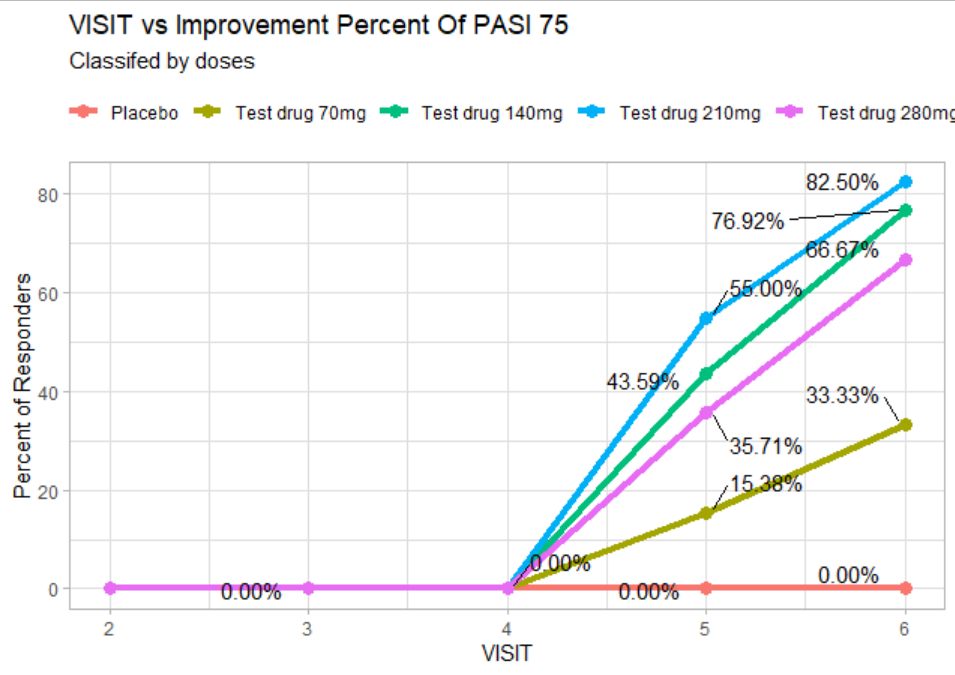 VISIT vs Improvement Percent Of PASI 75
Classifed by doses
Placebo Test drug 70mg Test drug 140mg Test drug 210mg Test drug 280mg
80
60
40
20
0
Percent of Responders
82.50%
76.92%
66.67%
55.00%
43.59%
33.33%
35.71%
15.38%
0.00%
0.00%
0.00%
0.00%
2 3 4 5 6
VISIT